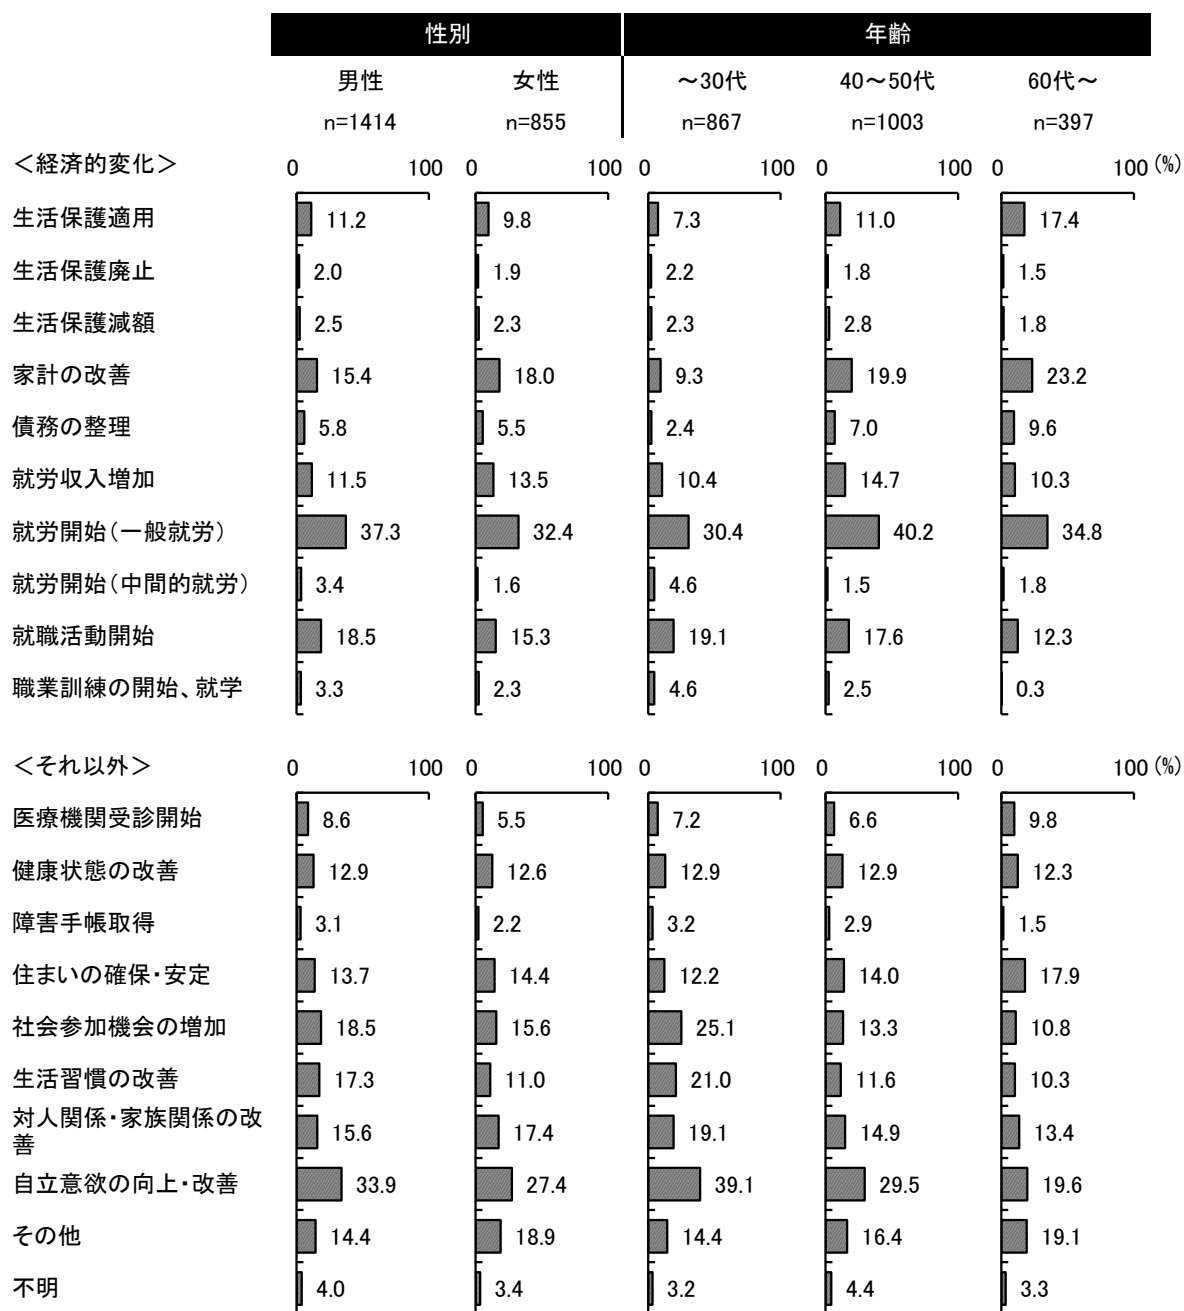 性別 年齢
男性 女性 ～30代 40～50代 60代～
n=1414 n=855 n=867 n=1003 n=397
＜経済的変化＞ 0 100 0 100 0 100 0 100 0 100 (%)
生活保護適用 11.2 9.8 7.3 11.0 17.4
生活保護廃止 2.0 1.9 2.2 1.8 1.5
生活保護減額 2.5 2.3 2.3 2.8 1.8
家計の改善 15.4 18.0 9.3 19.9 23.2
債務の整理 5.8 5.5 2.4 7.0 9.6
就労収入増加 11.5 13.5 10.4 14.7 10.3
就労開始（一般就労） 37.3 32.4 30.4 40.2 34.8
就労開始（中間的就労） 3.4 1.6 4.6 1.5 1.8
就職活動開始 18.5 15.3 19.1 17.6 12.3
職業訓練の開始、就学 3.3 2.3 4.6 2.5 0.3
＜それ以外＞ 0 100 0 100 0 100 0 100 0 100 (%)
医療機関受診開始 8.6 5.5 7.2 6.6 9.8
健康状態の改善 12.9 12.6 12.9 12.9 12.3
障害手帳取得 3.1 2.2 3.2 2.9 1.5
住まいの確保・安定 13.7 14.4 12.2 14.0 17.9
社会参加機会の増加 18.5 15.6 25.1 13.3 10.8
生活習慣の改善 17.3 11.0 21.0 11.6 10.3
対人関係・家族関係の改
善 15.6 17.4 19.1 14.9 13.4
自立意欲の向上・改善 33.9 27.4 39.1 29.5 19.6
その他 14.4 18.9 14.4 16.4 19.1
不明 4.0 3.4 3.2 4.4 3.3